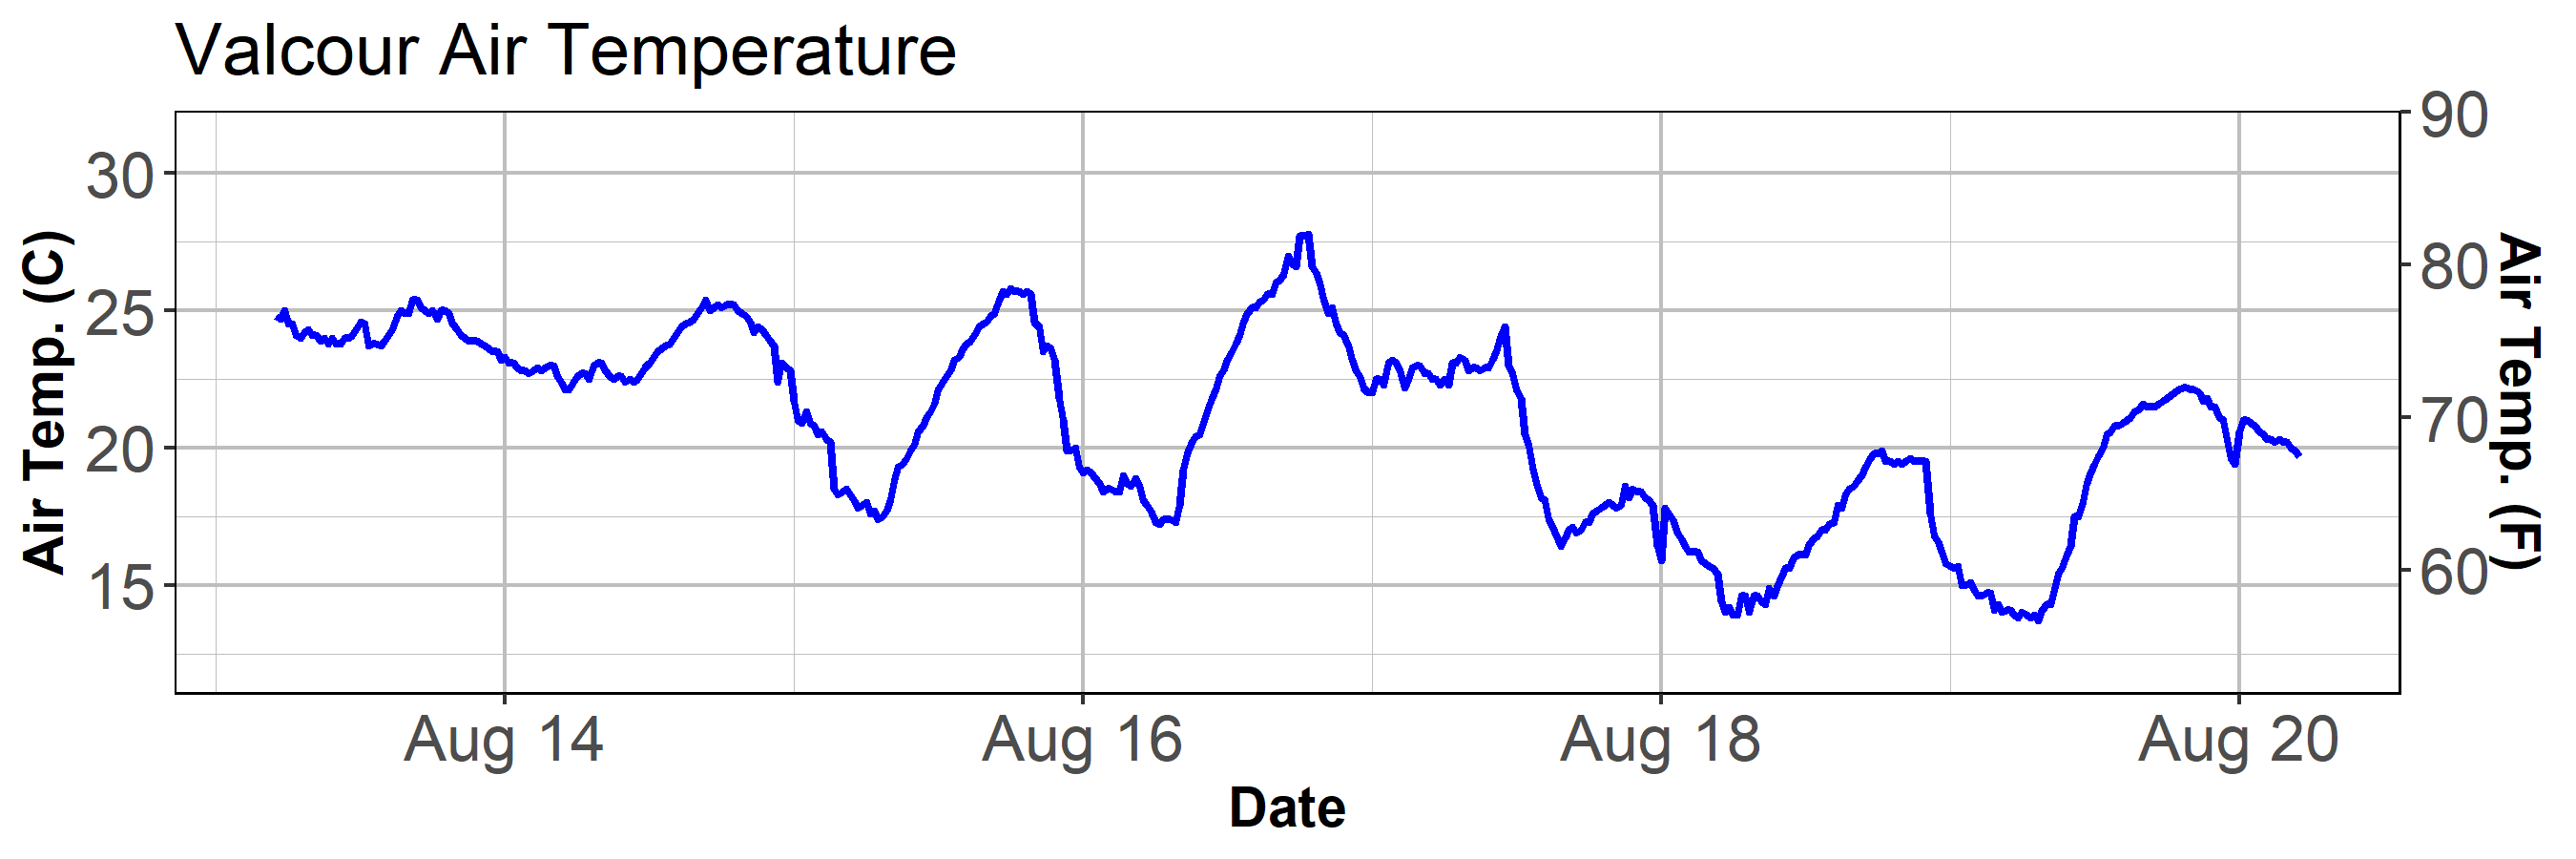 Valcour Air Temperature
Air Temp. (C)
30
25
20
15
90
80
70
60
Air Temp. (F)
Aug 14
Aug 16
Aug 18
Aug 20
Date